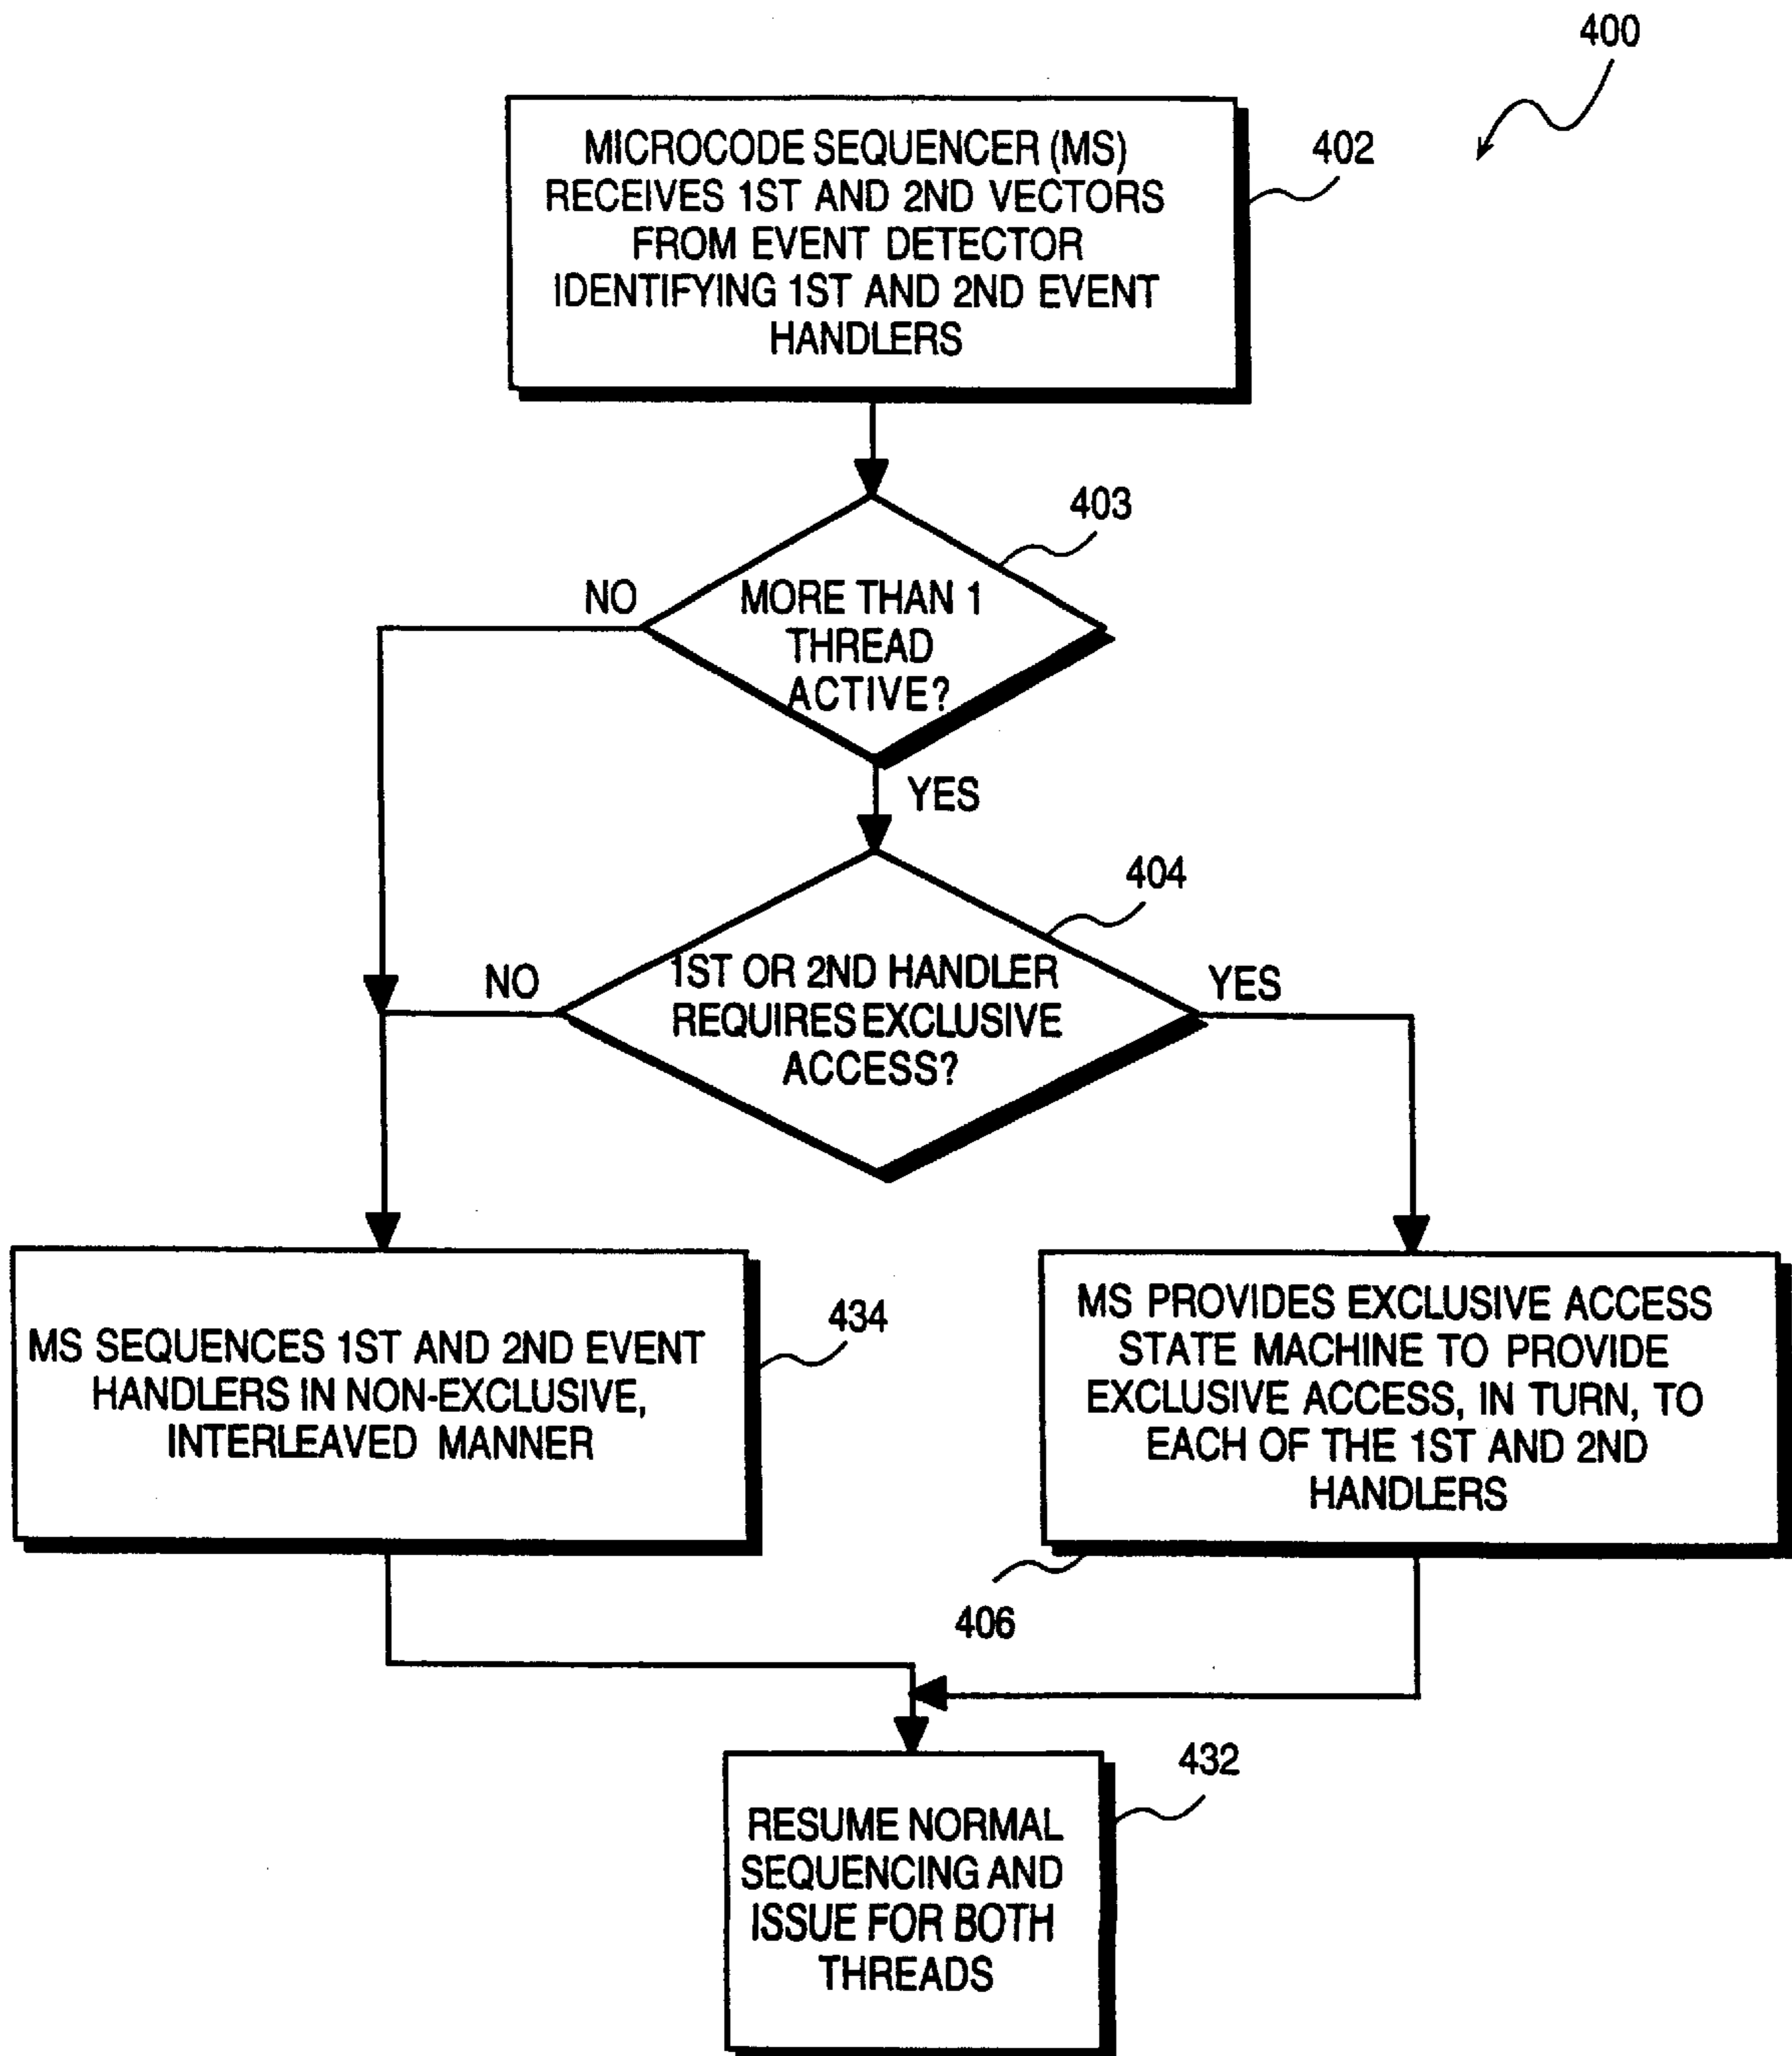 400
MICROCODE SEQUENCER (MS)
RECEIVES 1ST AND 2ND VECTORS
FROM EVENT DETECTOR
IDENTIFYING 1ST AND 2ND EVENT
HANDLERS
402
403
MORE THAN 1
THREAD
ACTIVE?
NO
YES
404
1ST OR 2ND HANDLER
REQUIRES EXCLUSIVE
ACCESS?
NO
YES
MS SEQUENCES 1ST AND 2ND EVENT
HANDLERS IN NON-EXCLUSIVE,
INTERLEAVED MANNER
434
MS PROVIDES EXCLUSIVE ACCESS
STATE MACHINE TO PROVIDE
EXCLUSIVE ACCESS, IN TURN, TO
EACH OF THE 1ST AND 2ND
HANDLERS
406
432
RESUME NORMAL
SEQUENCING AND
ISSUE FOR BOTH
THREADS